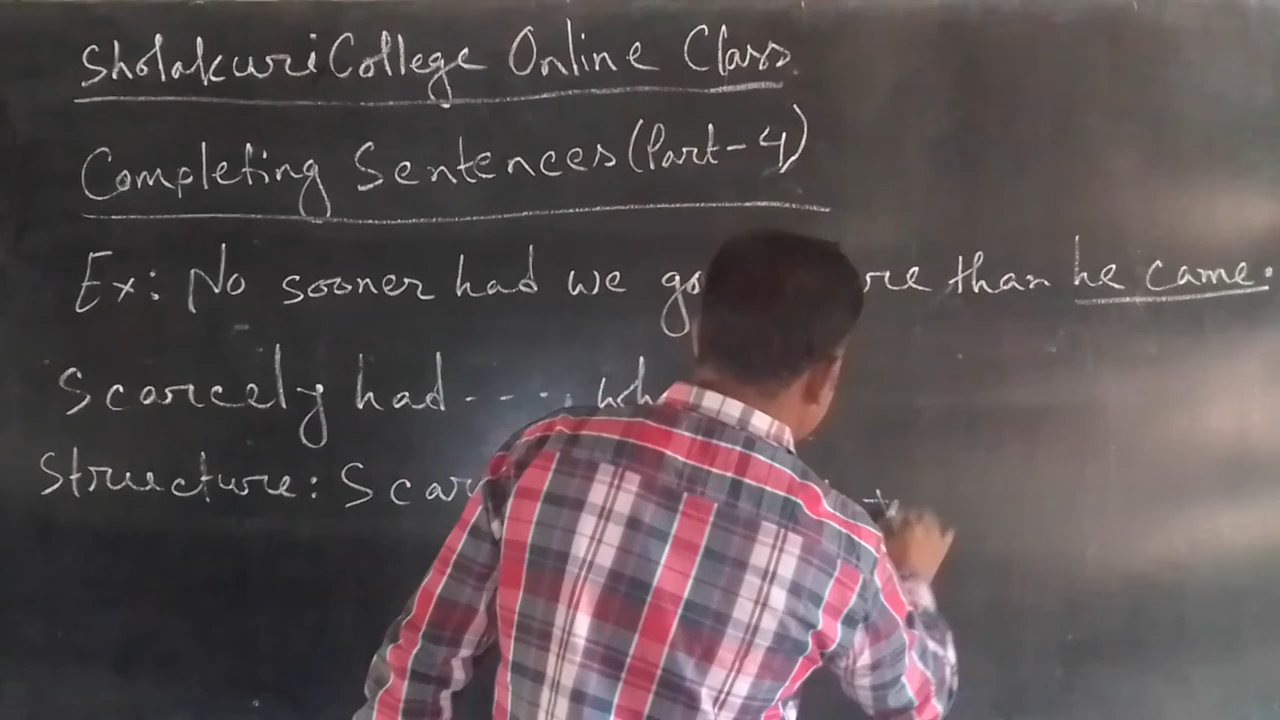 Sholakuri College Online Class.
Completing Sentences (Part-4)
Ex: No sooner had we go re than he came.
Scarcely had ....
Structure: Scar +